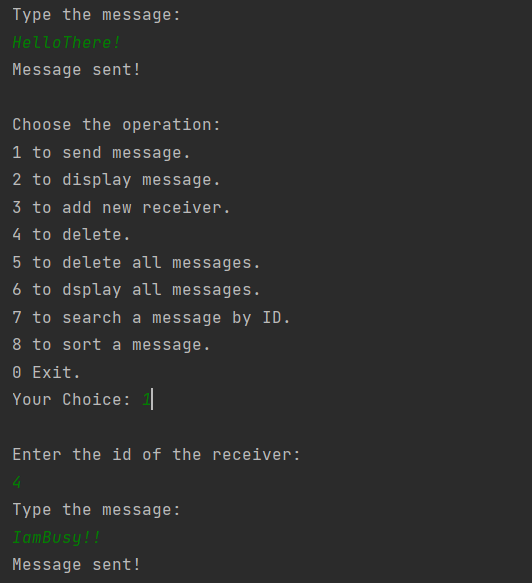 Type the message:
HelloThere!
Message sent!
Choose the operation:
1 to send message.
2 to display message.
3 to add new receiver.
4 to delete.
5 to delete all messages.
6 to dsplay all messages.
7 to search a message by ID.
8 to sort a message.
0 Exit.
Your Choice: 1
Enter the id of the receiver:
4
Type the message:
IamBusy!!
Message sent!